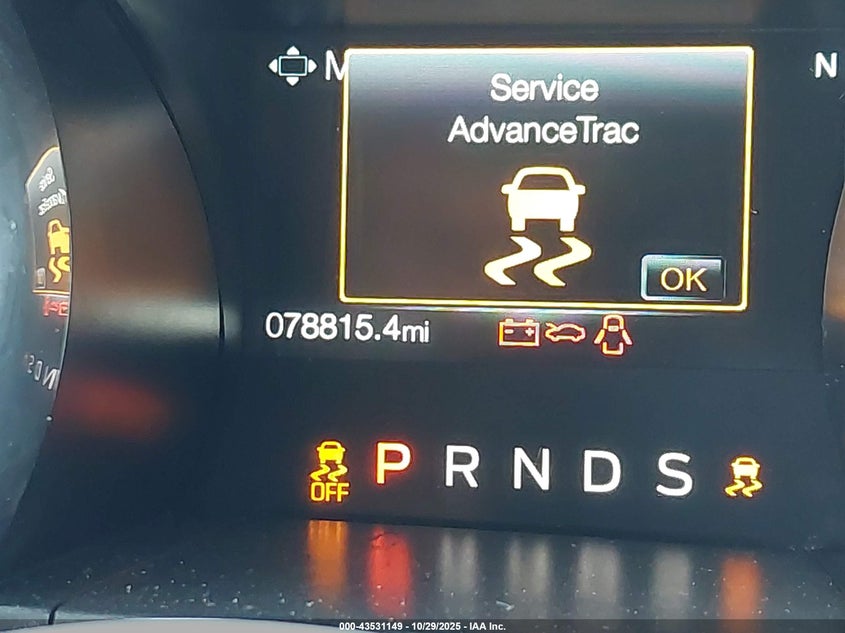 M
N
Service
AdvanceTrac
OK
078815.4mi
OFF P R N D S
000-43531149 - 10/29/2025 - IAA Inc.